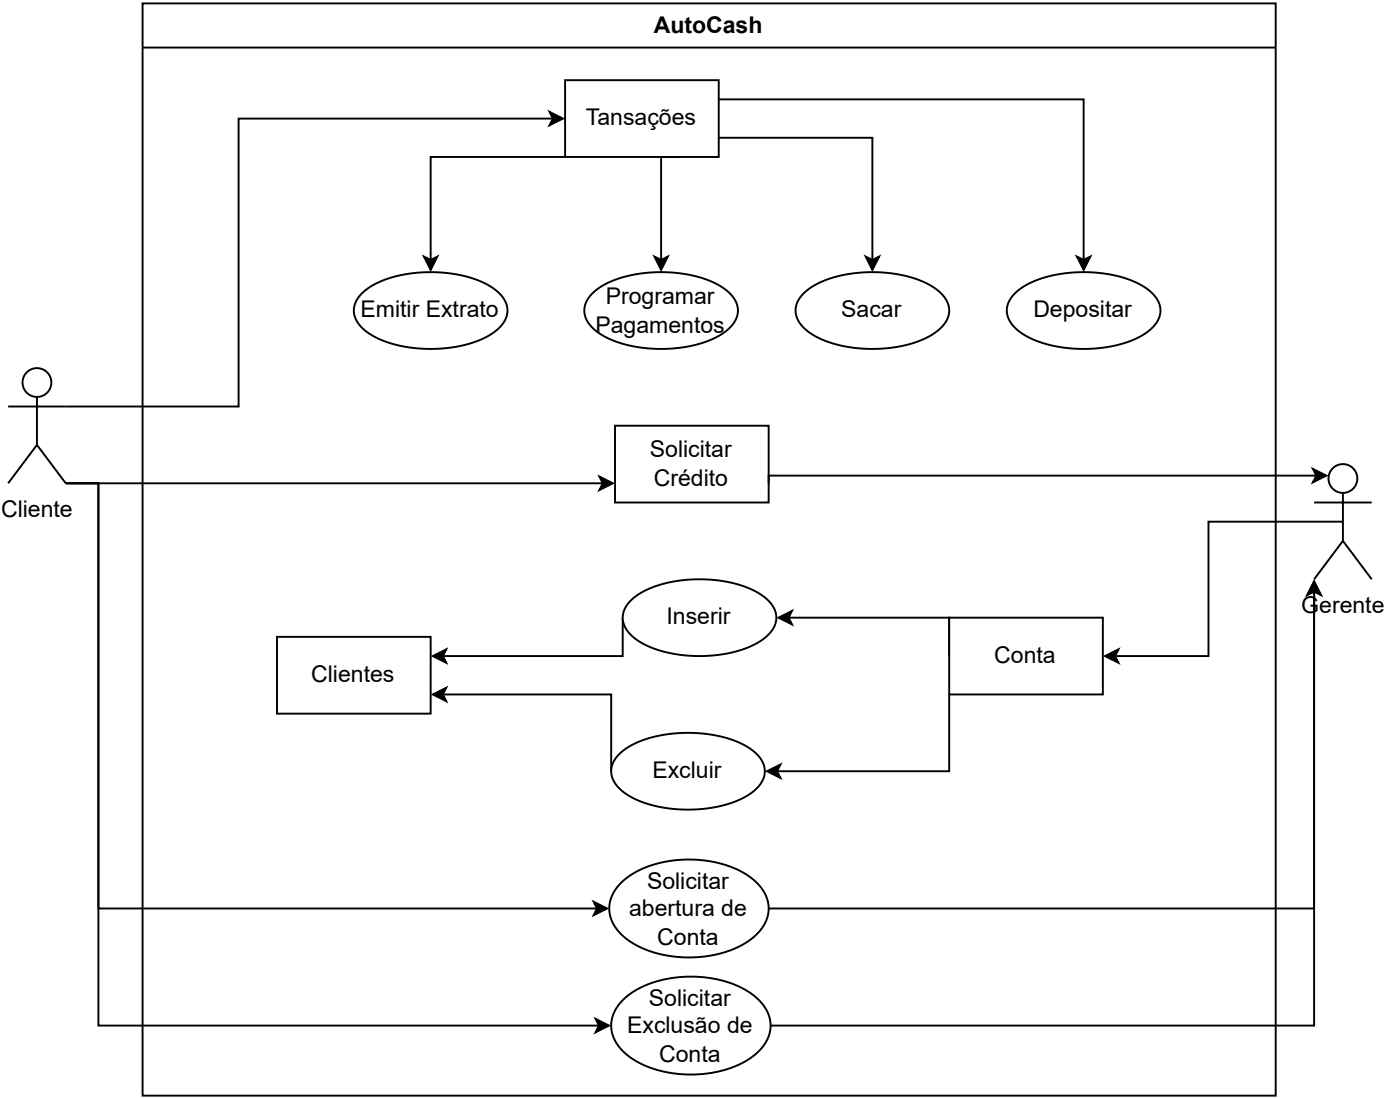 AutoCash
Tansações
Emitir Extrato
Programar
Pagamentos
Sacar
Depositar
Cliente
Solicitar
Crédito
Gerente
Inserir
Clientes
Conta
Excluir
Solicitar
abertura de
Conta
Solicitar
Exclusão de
Conta